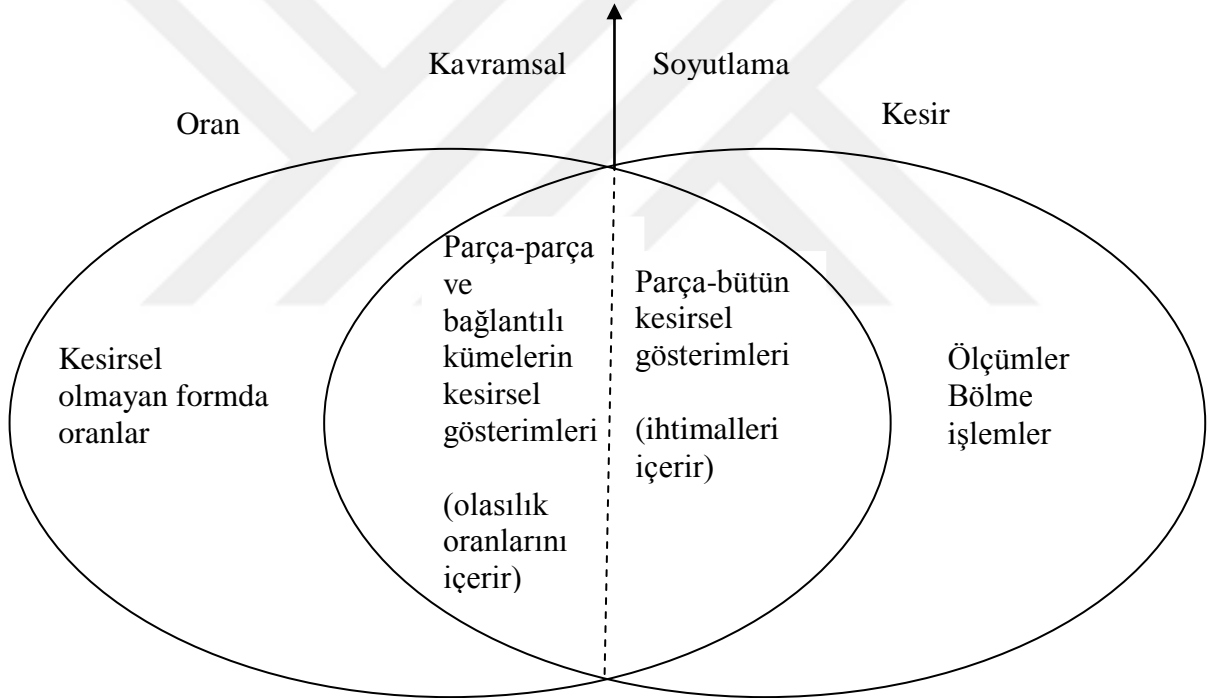 Kavramsal Soyutlama
Oran
Kesir
Kesirsel
olmayan formda
oranlar
Parça-parça
ve
bağlantılı
kümelerin
kesirsel
gösterimleri
(olasılık
oranlarını
içerir)
Parça-bütün
kesirsel
gösterimleri
(ihtimalleri
içerir)
Ölçümler
Bölme
işlemler